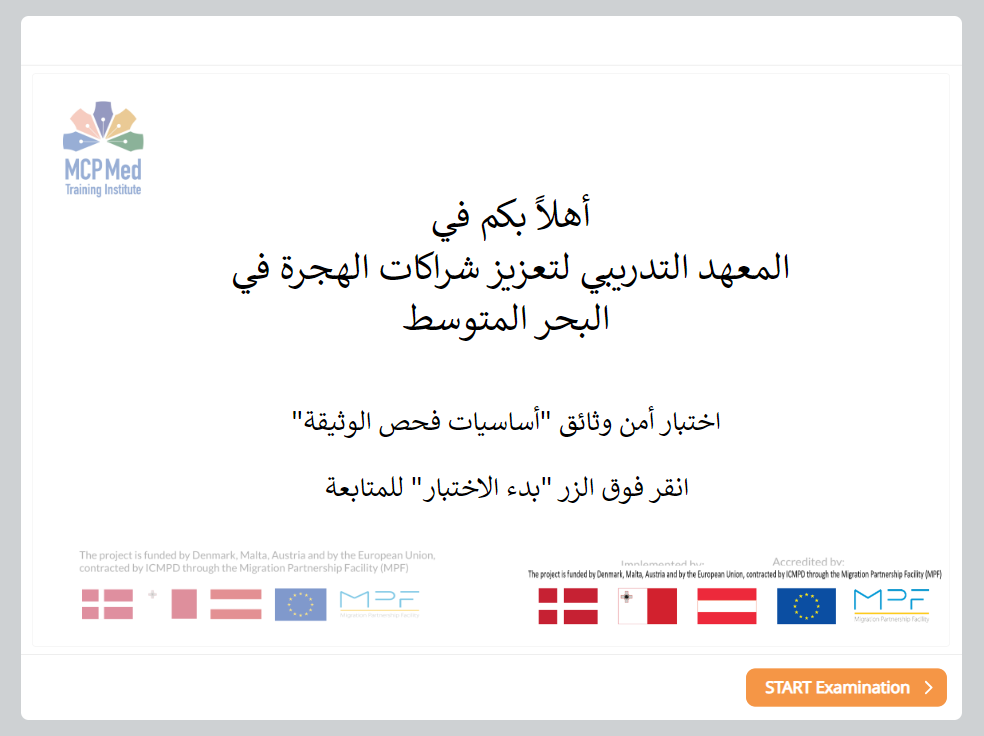 MCP Med
Training Institute
أهلاً بكم في
المعهد التدريبي لتعزيز شراكات الهجرة في
البحر المتوسط
اختبار أمن وثائق "أساسيات فحص الوثيقة"
انقر فوق الزر "بدء الاختبار" للمتابعة
The project is funded by Denmark, Malta, Austria and by the European Union,
contracted by ICMPD through the Migration Partnership Facility (MPF)
Implemented by:
Accredited by:
The project is funded by Denmark, Malta, Austria and by the European Union, contracted by ICMPD through the Migration Partnership Facility (MPF)
MPF
Migration Partnership Facility
MPF
Migration Partnership Facility
START Examination